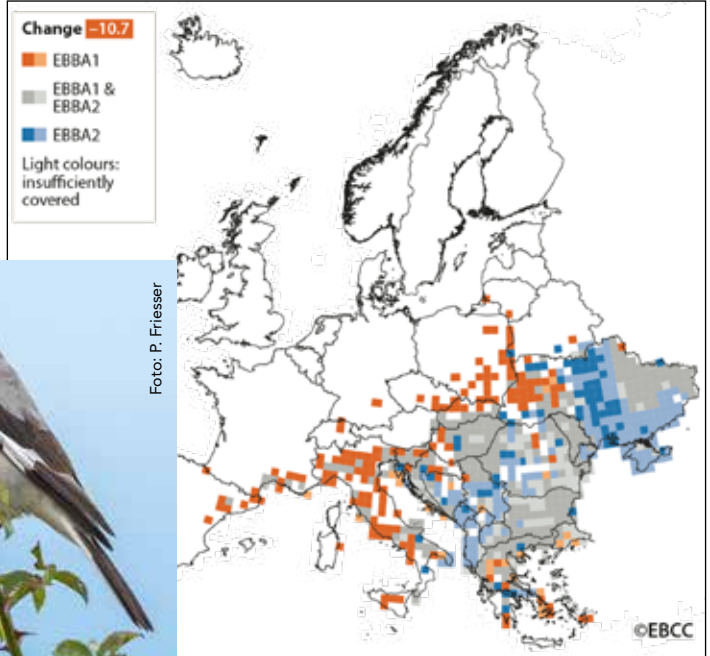 Change –10.7
EBBA1
EBBA1 &
EBBA2
EBBA2
Light colours:
insufficiently
covered
Foto: P. Friesser
©EBCC